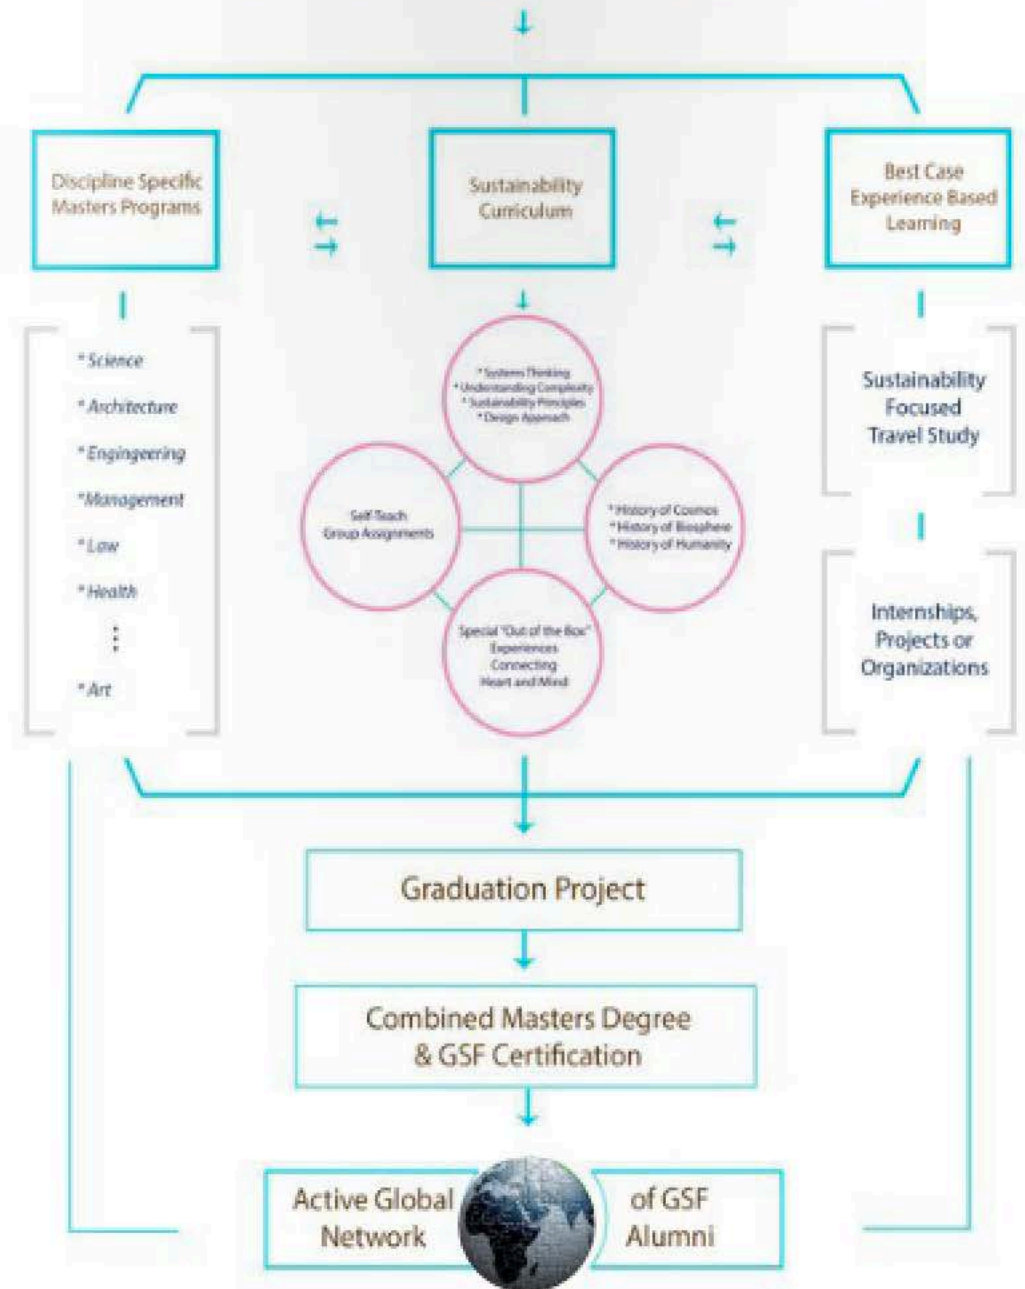 Discipline Specific
Masters Programs
Sustainability
Curriculum
Best Case
Experience Based
Learning
* Science
* Architecture
* Engingeering
*Management
* Law
* Health
* Art
* Systems Thinking
* Understanding Complexity
* Sustainability Principles
* Design Approach
Self-Teach
Group Assignments
* History of Cosmos
* History of Biosphere
* History of Humanity
Special "Out of the Box"
Experiences
Connecting
Heart and Mind
Sustainability
Focused
Travel Study
Internships,
Projects or
Organizations
Graduation Project
Combined Masters Degree
& GSF Certification
Active Global
Network
of GSF
Alumni